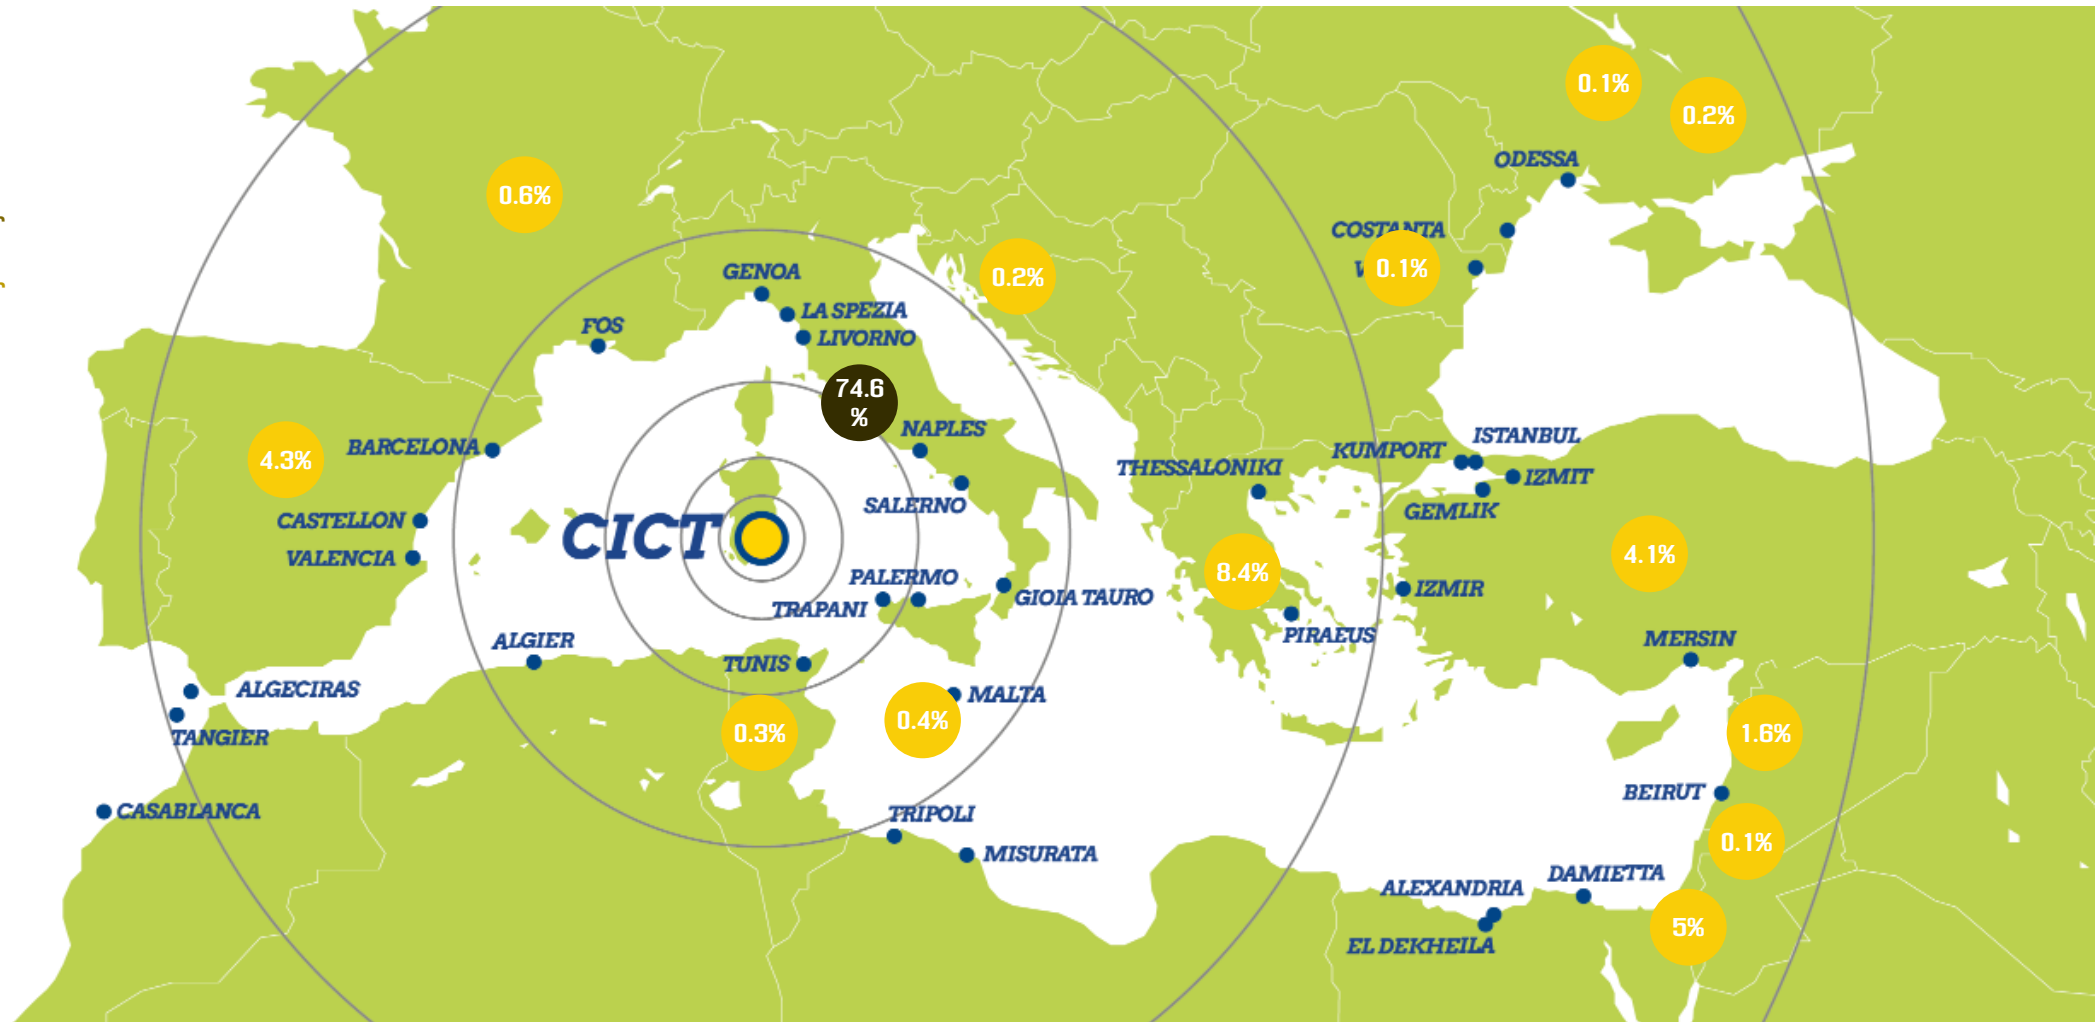 0.1%
0.2%
ODESSA
0.6%
COSTANTA
0.1%
GENOA
0.2%
LA SPEZIA
FOS
LIVORNO
74.6
%
NAPLES
ISTANBUL
BARCELONA
4.3%
KUMPORT
THESSALONIKI
IZMIT
SALERNO
GEMLIK
CASTELLON
CICT
VALENCIA
4.1%
8.4%
PALERMO
IZMIR
TRAPANI
GIOIA TAURO
PIRAEUS
ALGIER
MERSIN
TUNIS
ALGECIRAS
MALTA
0.4%
0.3%
1.6%
TANGIER
BEIRUT
CASABLANCA
TRIPOLI
0.1%
MISURATA
DAMIETTA
ALEXANDRIA
5%
EL DEKHEILA